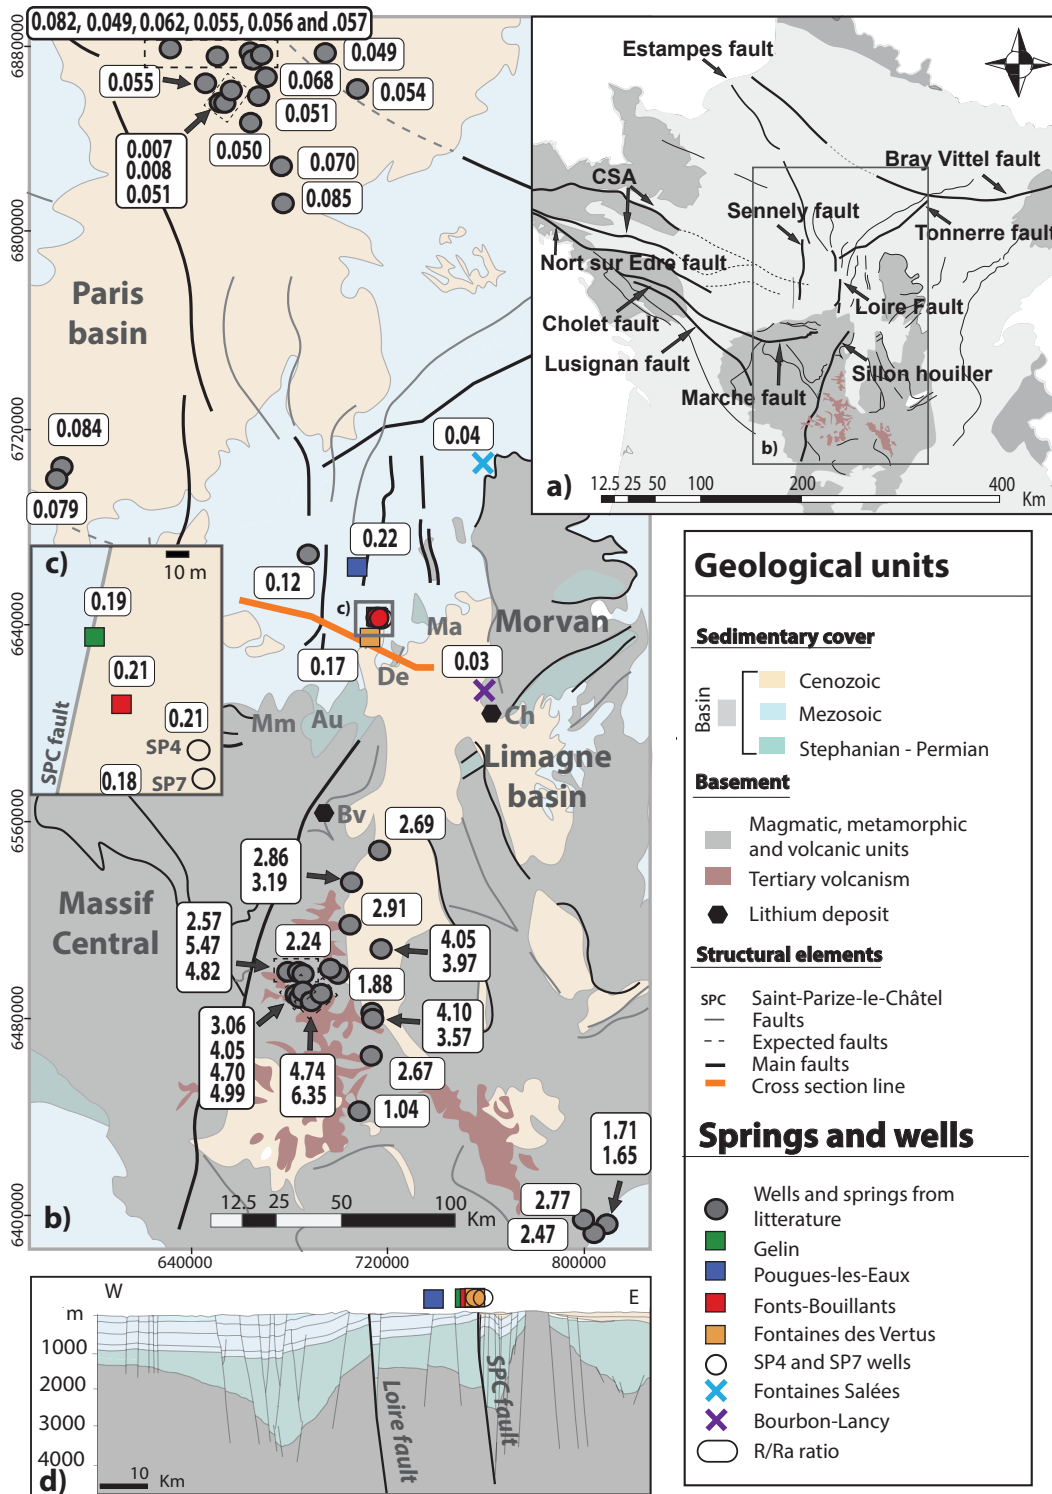 0.082, 0.049, 0.062, 0.055, 0.056 and .057
6880000
0.049
0.055
0.068
0.054
0.051
0.007
0.008
0.051
0.050
0.070
0.085
6800000
Paris
basin
6720000
0.084
0.079
0.04
0.22
0.12
c)
0.17
Ma
De
Morvan
0.03
6640000
Mm
Au
Ch
Limagne
basin
Bv
6560000
2.69
2.86
3.19
Massif
Central
2.91
2.57
5.47
4.82
2.24
4.05
3.97
1.88
4.10
3.57
6480000
3.06
4.05
4.70
4.99
4.74
6.35
2.67
1.04
1.71
1.65
2.77
2.47
6400000
b)
12.5
25
50
100
Km
640000
720000
800000
c)
10 m
0.19
0.21
0.21
SP4
0.18
SP7
SPC fault
Estampes fault
Bray Vittel fault
CSA
Sennely fault
Tonnerre fault
Nort sur Edre fault
Loire Fault
Cholet fault
Lusignan fault
Sillon houiller
Marche fault
b)
a)
12.5 25 50 100 200 400
Km
Geological units
Sedimentary cover
Basin
Cenozoic
Mezosoic
Stephanian - Permian
Basement
Magmatic, metamorphic
and volcanic units
Tertiary volcanism
Lithium deposit
Structural elements
SPC Saint-Parize-le-Châtel
Faults
Expected faults
Main faults
Cross section line
Springs and wells
Wells and springs from
litterature
Gelin
Pougues-les-Eaux
Fonts-Bouillants
Fontaines des Vertus
SP4 and SP7 wells
Fontaines Salées
Bourbon-Lancy
R/Ra ratio
W
E
m
1000
2000
3000
4000
Loire fault
SPC fault
d)
10
Km